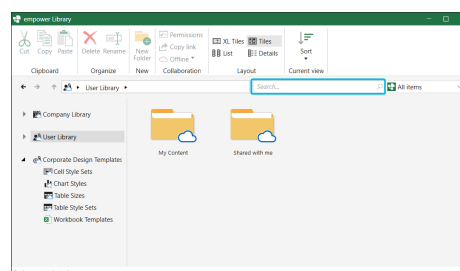 empower Library
Cut Copy Paste Delete Rename New Folder
Permissions
Copy link
Offline
XL Tiles Tiles
List Details
Sort
Clipboard Organize New Collaboration Layout Current view
User Library
Search...
All items
Company Library
User Library
Corporate Design Templates
Cell Style Sets
Chart Styles
Table Sizes
Table Style Sets
Workbook Templates
My Content Shared with me